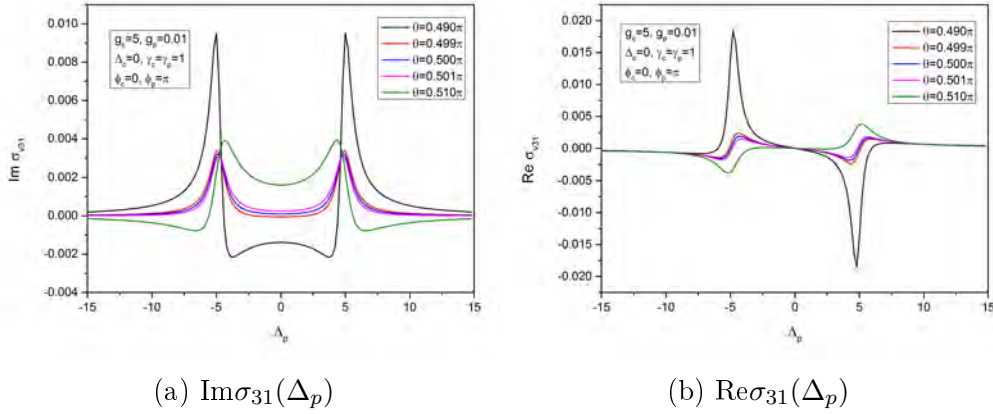 0.010
0.008
0.006
0.004
0.002
0.000
-0.002
-0.004
Im σ_v31
g_c=5, g_p=0.01
Δ_c=0, γ_c=γ_p=1
ϕ_c=0, ϕ_p=π
θ=0.490π
θ=0.499π
θ=0.500π
θ=0.501π
θ=0.510π
-15 -10 -5 0 5 10 15
Δ_p
(a) Imσ31(Δ_p)
0.025
0.020
0.015
0.010
0.005
0.000
-0.005
-0.010
-0.015
-0.020
Re σ_v31
g_c=5, g_p=0.01
Δ_c=0, γ_c=γ_p=1
ϕ_c=0, ϕ_p=π
θ=0.490π
θ=0.499π
θ=0.500π
θ=0.501π
θ=0.510π
-15 -10 -5 0 5 10 15
Δ_p
(b) Reσ31(Δ_p)